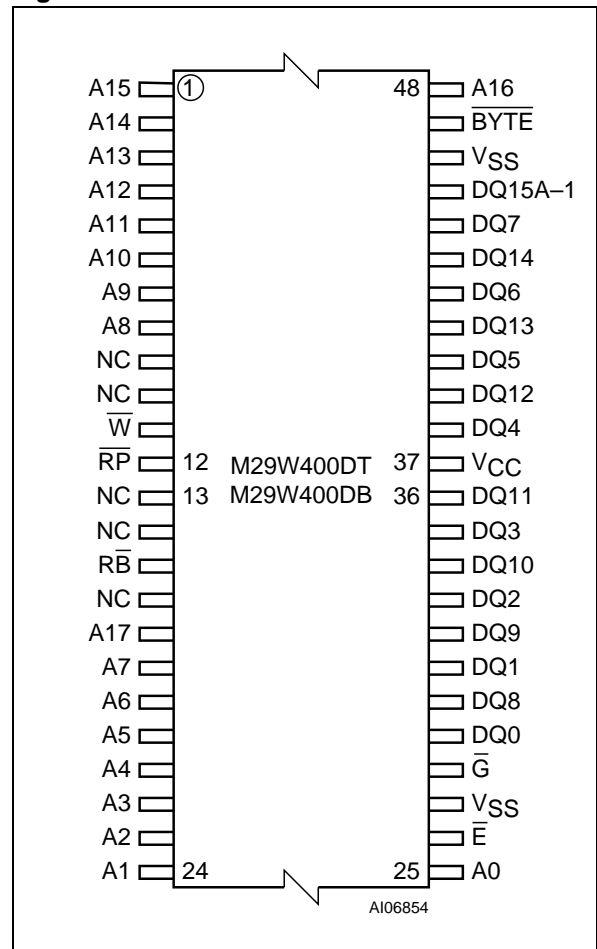 A15 ① 48 A16
A14 B̅Y̅T̅E̅
A13 VSS
A12 DQ15A–1
A11 DQ7
A10 DQ14
A9 DQ6
A8 DQ13
NC DQ5
NC DQ12
W̅ DQ4
R̅P̅ 12 M29W400DT 37 VCC
NC 13 M29W400DB 36 DQ11
NC DQ3
RB̅ DQ10
NC DQ2
A17 DQ9
A7 DQ1
A6 DQ8
A5 DQ0
A4 G̅
A3 VSS
A2 E̅
A1 24 25 A0
AI06854